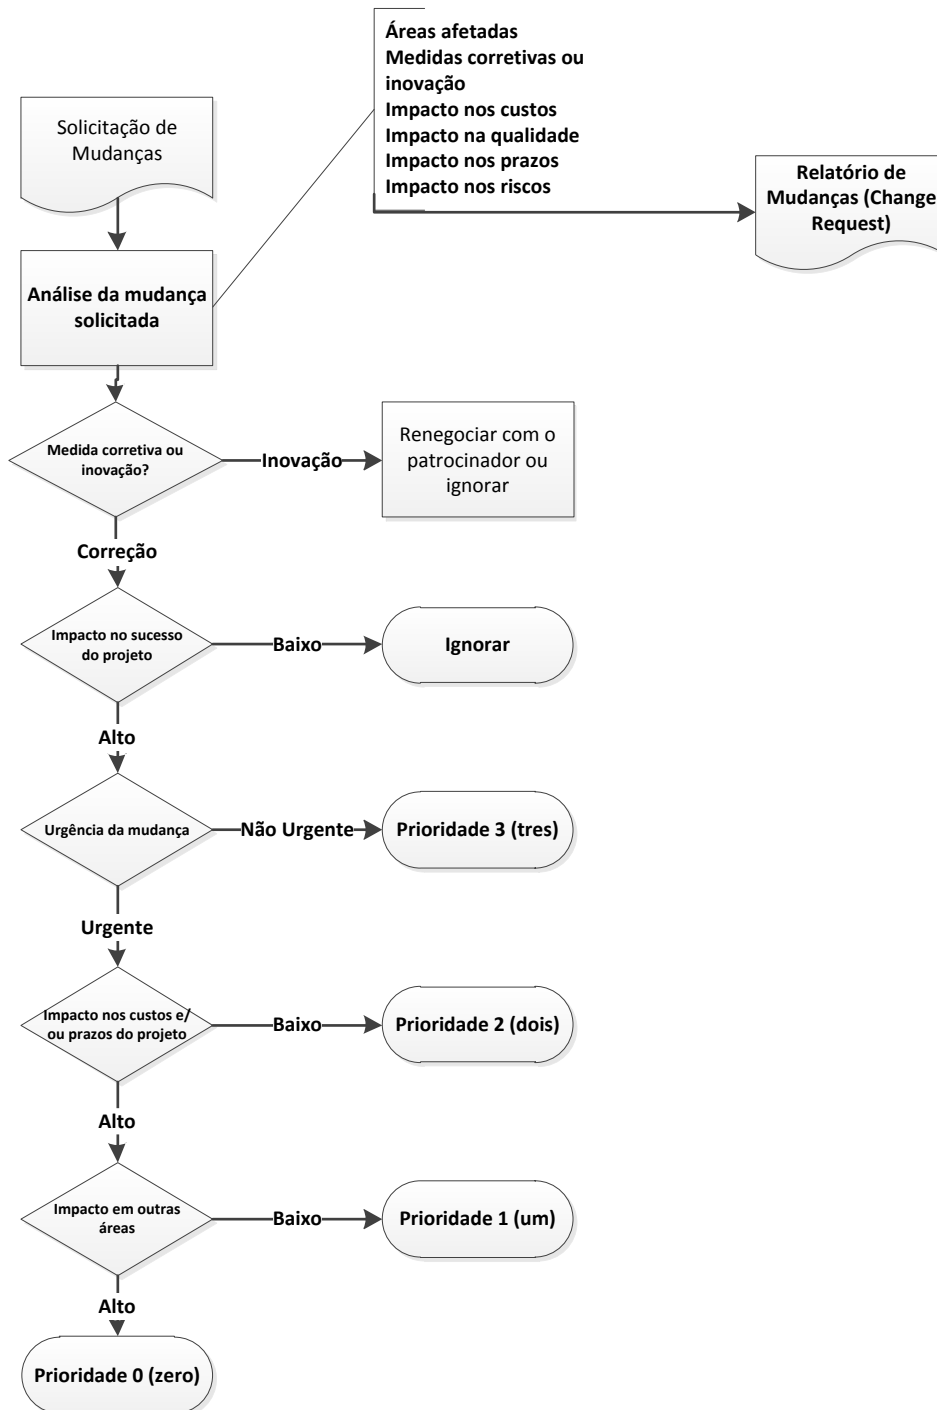 Áreas afetadas
Medidas corretivas ou
inovação
Impacto nos custos
Impacto na qualidade
Impacto nos prazos
Impacto nos riscos
Solicitação de
Mudanças
Relatório de
Mudanças (Change
Request)
Análise da mudança
solicitada
Medida corretiva ou
inovação?
Inovação
Renegociar com o
patrocinador ou
ignorar
Correção
Impacto no sucesso
do projeto
Baixo
Ignorar
Alto
Urgência da mudança
Não Urgente
Prioridade 3 (tres)
Urgente
Impacto nos custos e/
ou prazos do projeto
Baixo
Prioridade 2 (dois)
Alto
Impacto em outras
áreas
Baixo
Prioridade 1 (um)
Alto
Prioridade 0 (zero)